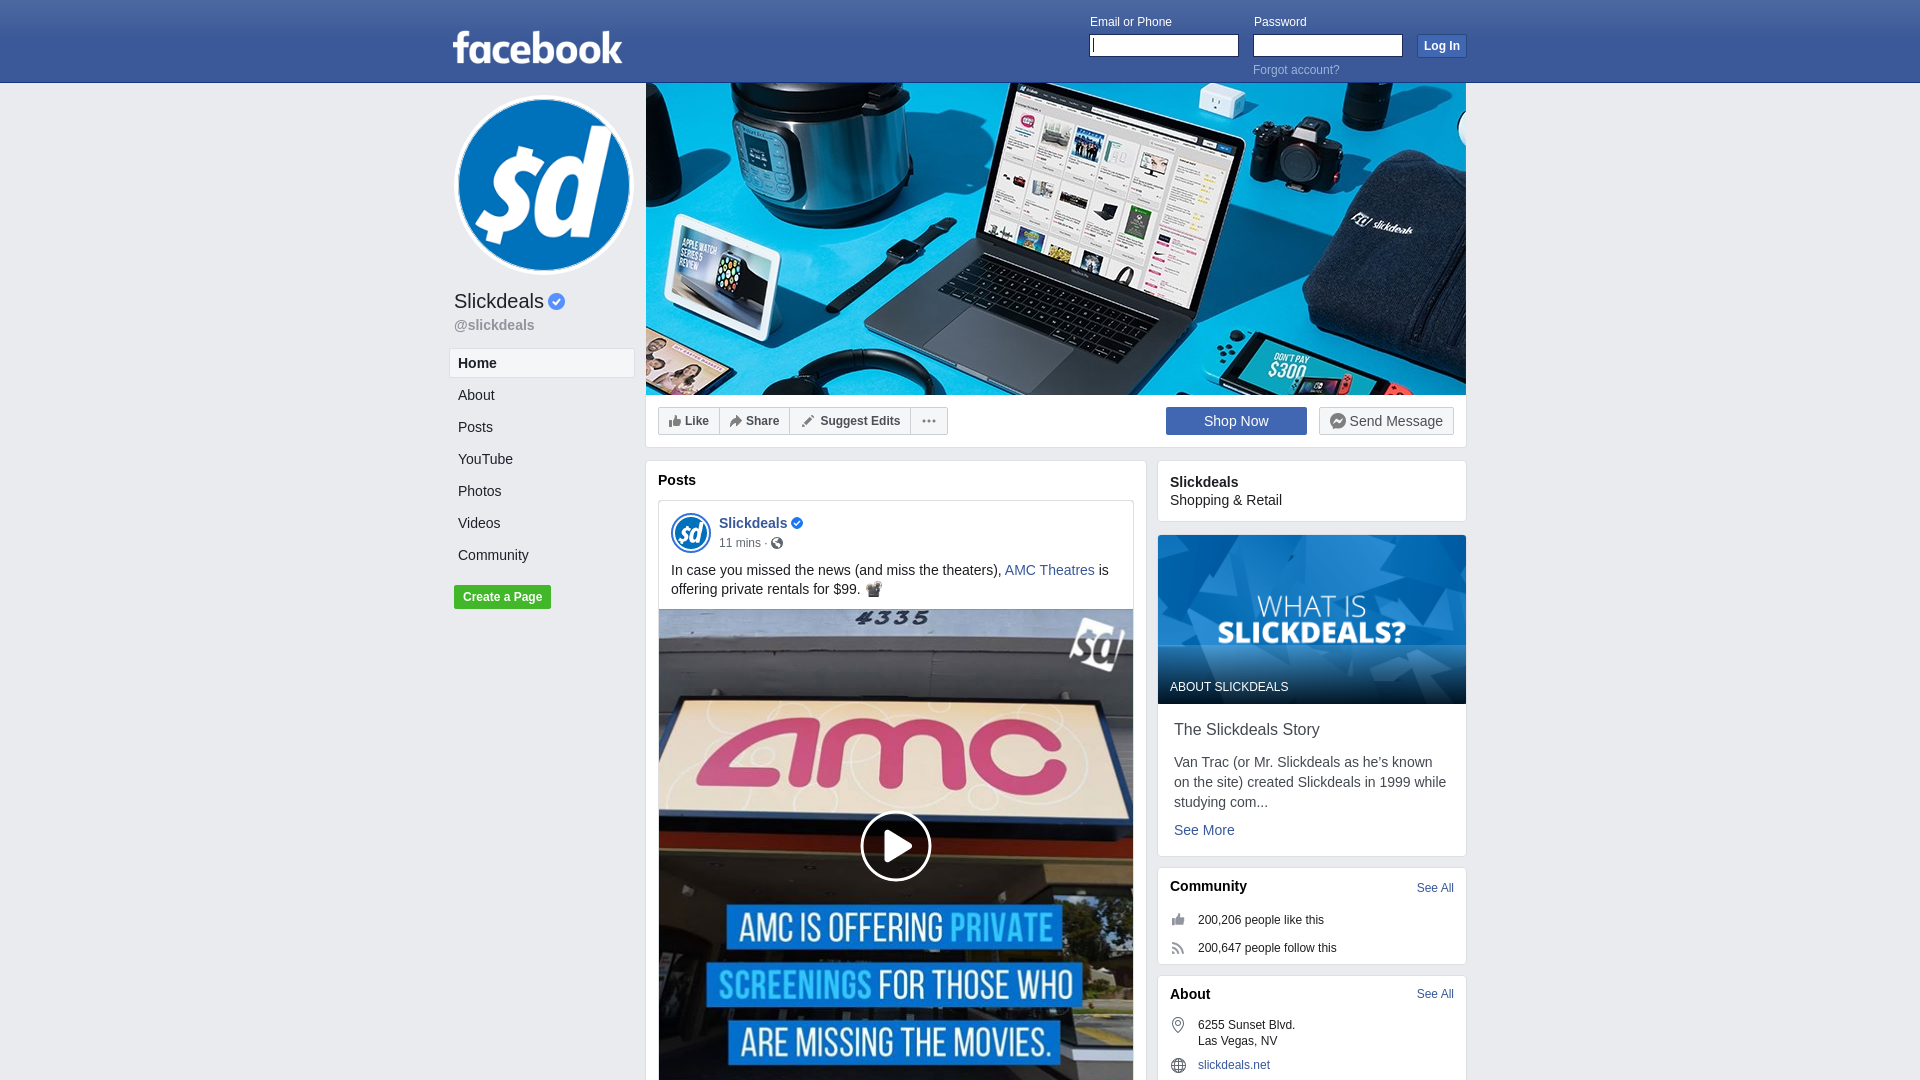 facebook
Email or Phone
Password
Log In
Forgot account?
$d
Slickdeals
@slickdeals
Home
About
Posts
YouTube
Photos
Videos
Community
Create a Page
APPLE WATCH
SERIES 5
REVIEW
slickdeals
DON'T PAY
$300
Like
Share
Suggest Edits
Shop Now
Send Message
Posts
$d
Slickdeals
11 mins ·
In case you missed the news (and miss the theaters), AMC Theatres is
offering private rentals for $99.
4335
$d
amc
AMC IS OFFERING PRIVATE
SCREENINGS FOR THOSE WHO
ARE MISSING THE MOVIES.
Slickdeals
Shopping & Retail
WHAT IS
SLICKDEALS?
ABOUT SLICKDEALS
The Slickdeals Story
Van Trac (or Mr. Slickdeals as he’s known
on the site) created Slickdeals in 1999 while
studying com...
See More
Community
See All
200,206 people like this
200,647 people follow this
About
See All
6255 Sunset Blvd.
Las Vegas, NV
slickdeals.net